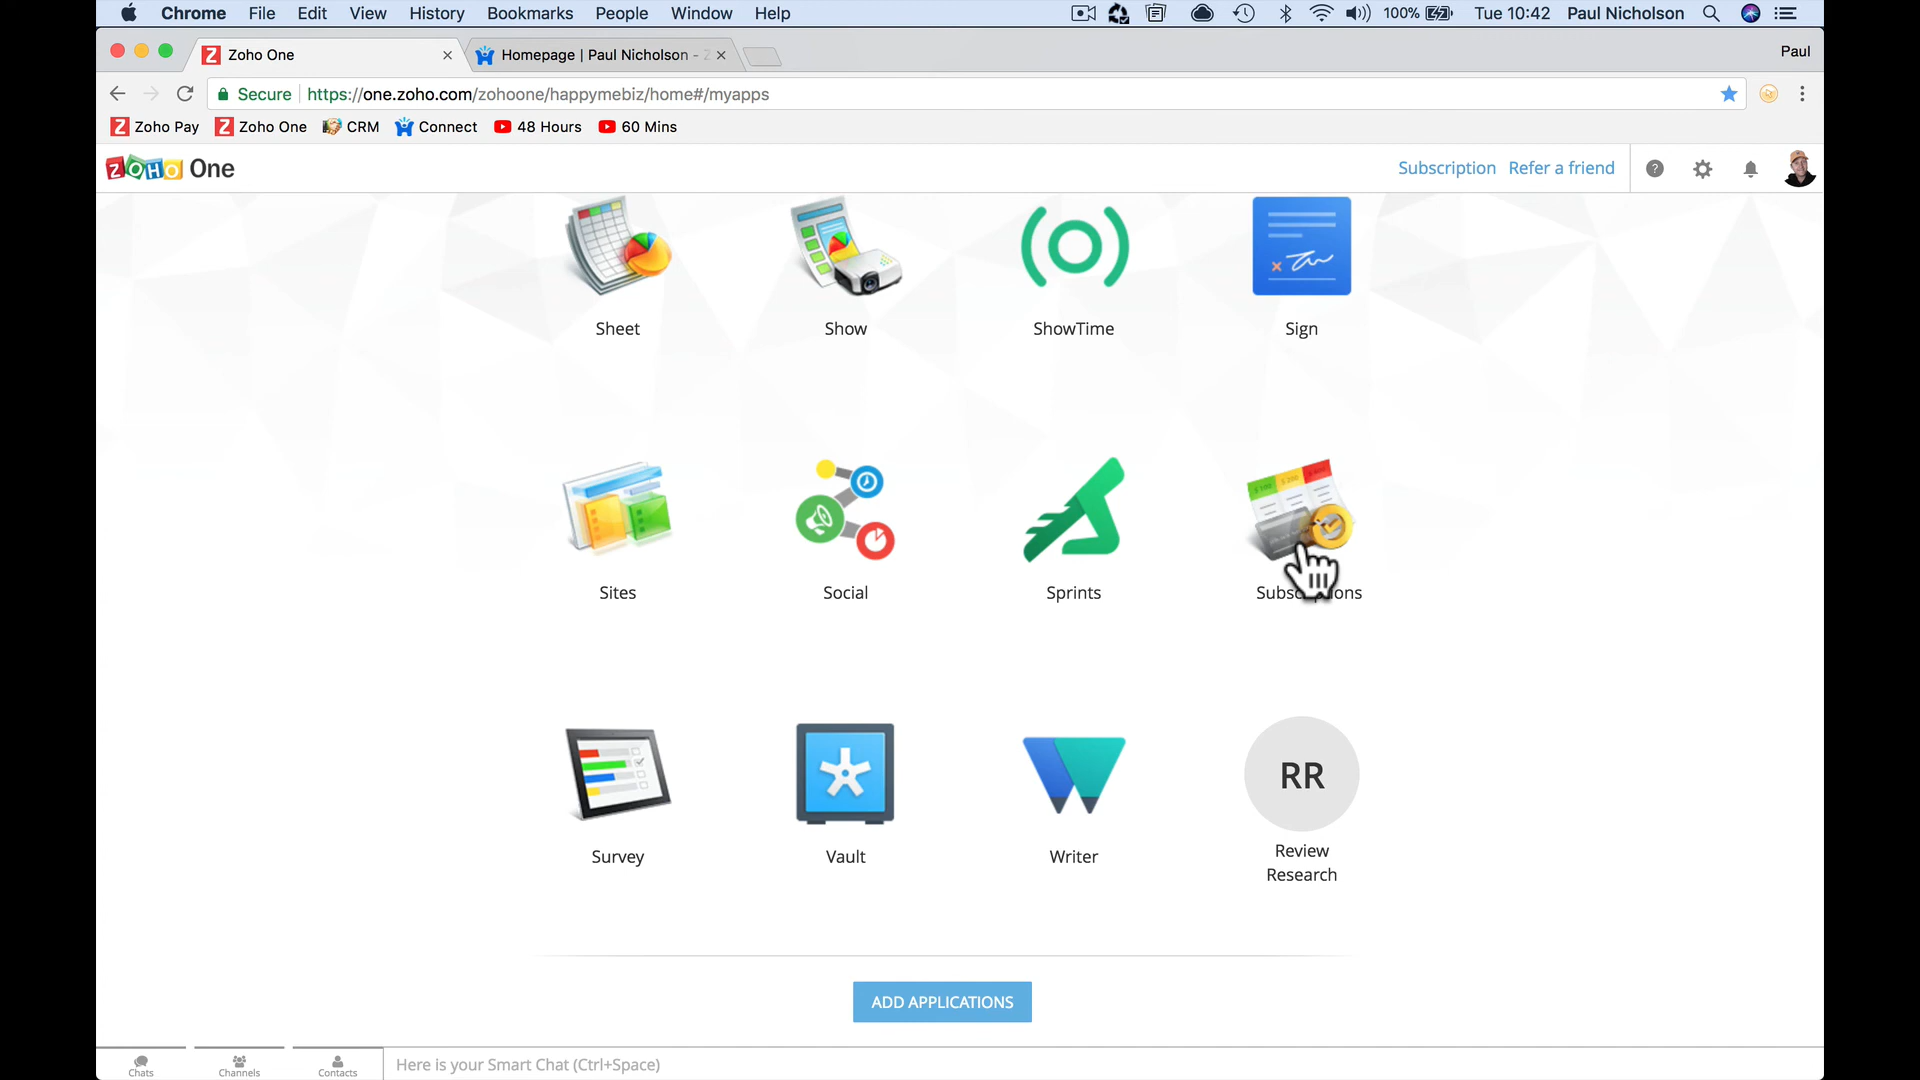 Chrome File Edit View History Bookmarks People Window Help 100% Tue 10:42 Paul Nicholson
Zoho One Homepage | Paul Nicholson - Z Paul
Secure https://one.zoho.com/zohoone/happymebiz/home#/myapps
Zoho Pay Zoho One CRM Connect 48 Hours 60 Mins
ZOHO One Subscription Refer a friend
Sheet Show ShowTime Sign
Sites Social Sprints
Survey Vault Writer RR
Review
Research
ADD APPLICATIONS
Chats Channels Contacts Here is your Smart Chat (Ctrl+Space)